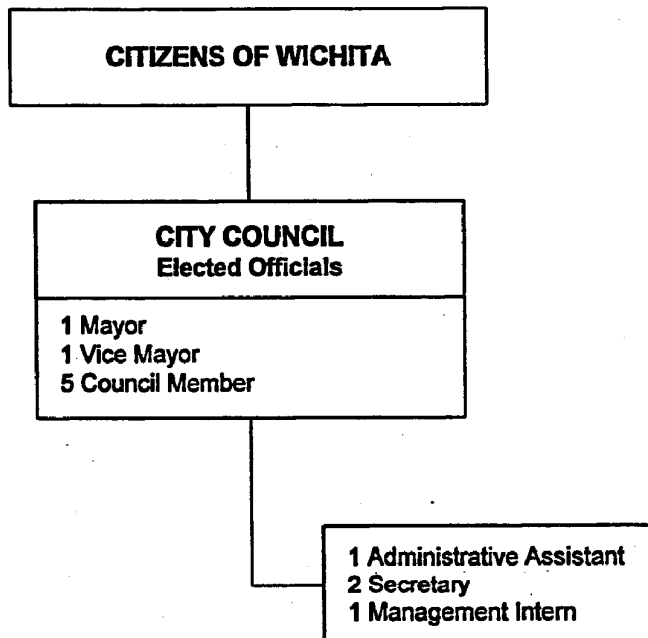 CITIZENS OF WICHITA
CITY COUNCIL
Elected Officials
1 Mayor
1 Vice Mayor
5 Council Member
1 Administrative Assistant
2 Secretary
1 Management Intern